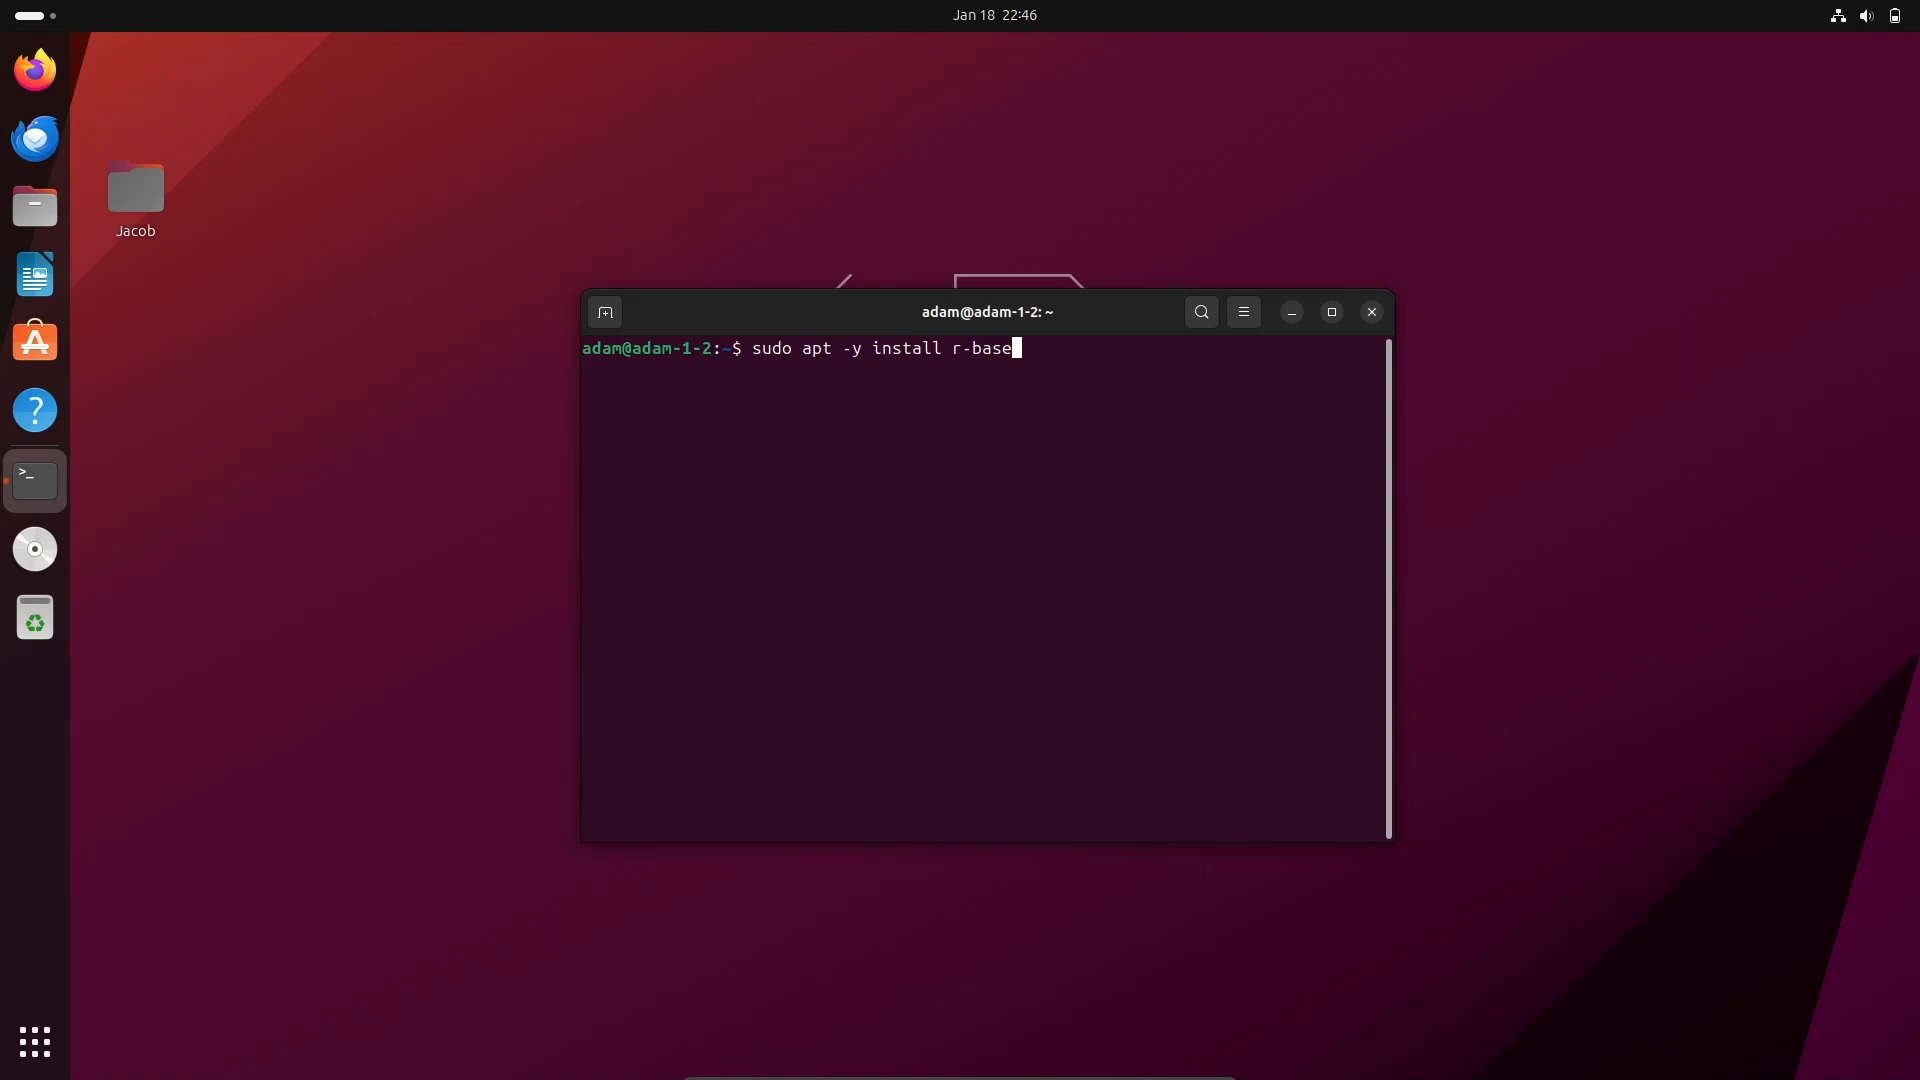 Jan 18 22:46
Jacob
adam@adam-1-2: ~
adam@adam-1-2:~$ sudo apt -y install r-base